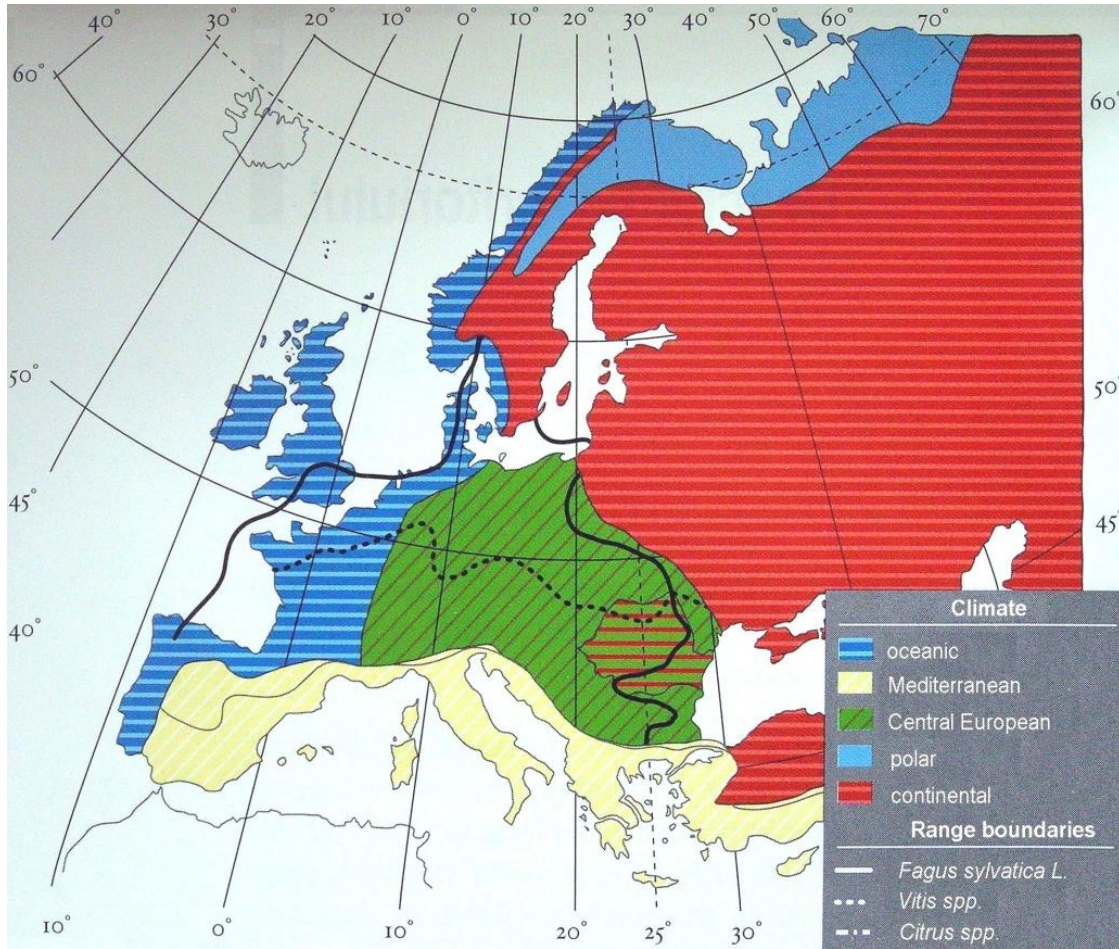 40° 30° 20° 10° 0° 10° 20° 30° 40° 50° 60° 70°
60° 60°
50° 50°
45° 45°
40°
Climate
oceanic
Mediterranean
Central European
polar
continental
Range boundaries
Fagus sylvatica L.
Vitis spp.
Citrus spp.
10° 0° 10° 20° 25° 30°